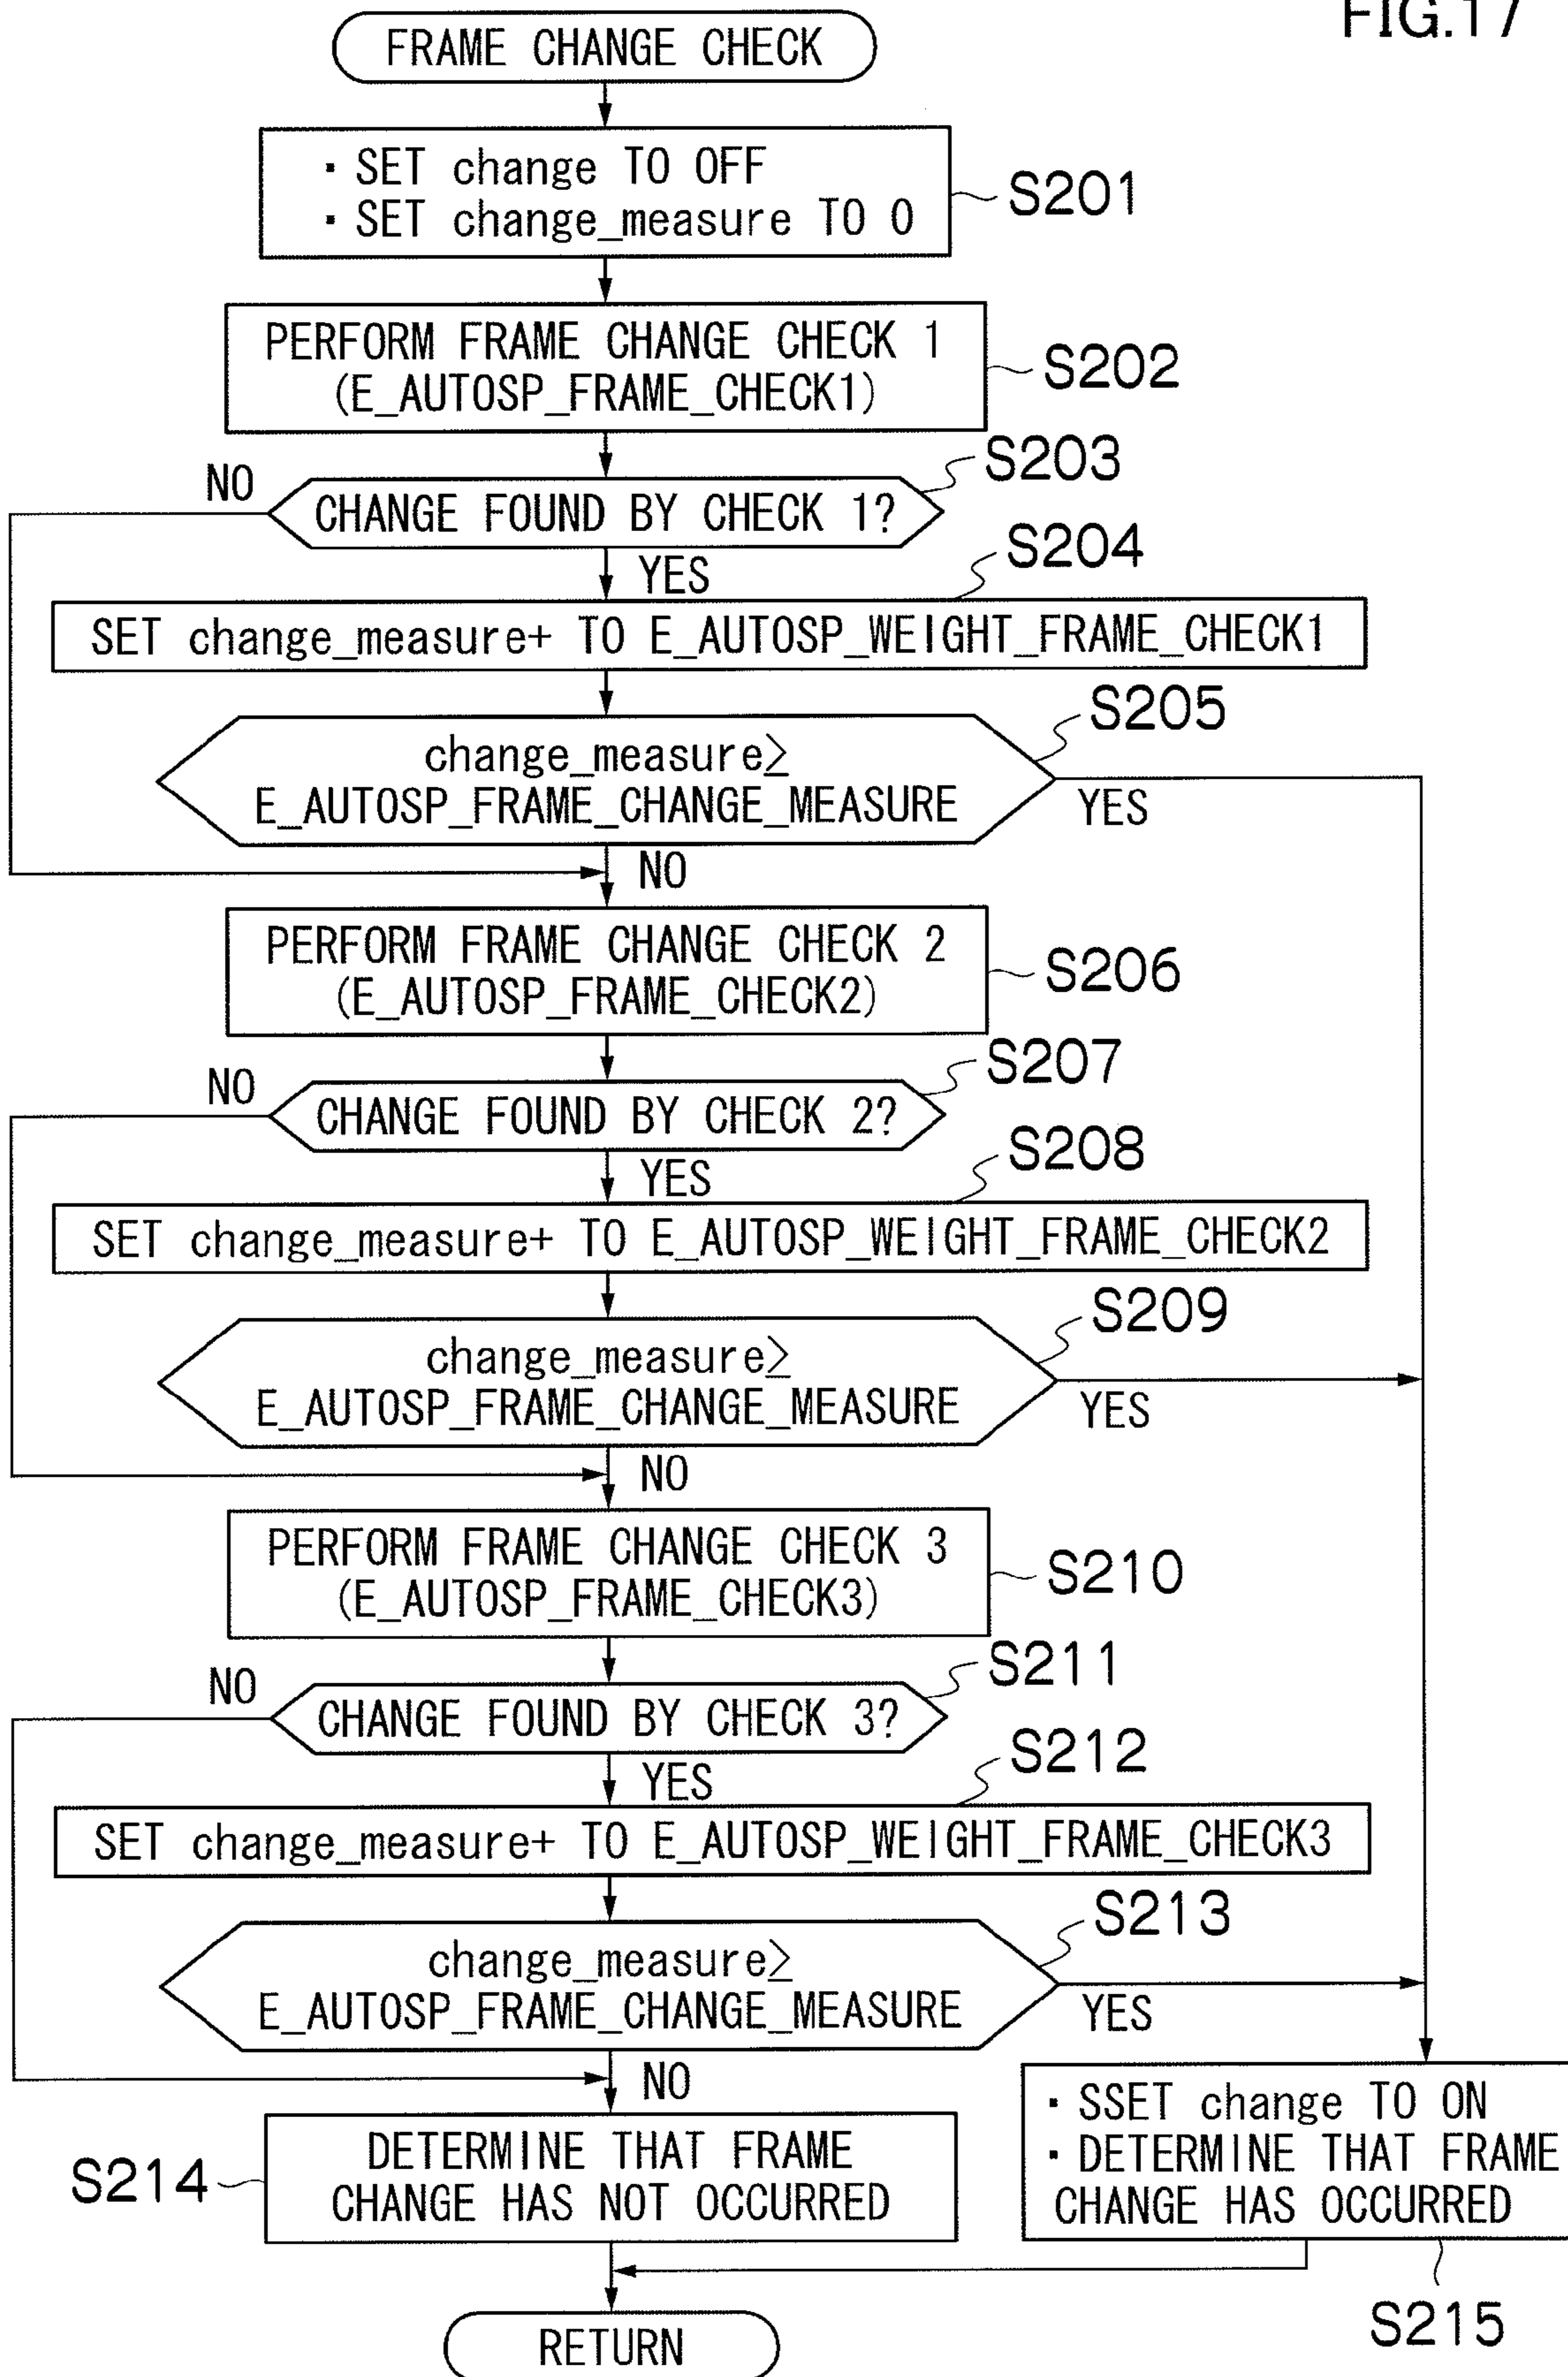 FIG.17
FRAME CHANGE CHECK
・SET change TO OFF
・SET change_measure TO 0
S201
PERFORM FRAME CHANGE CHECK 1
(E_AUTOSP_FRAME_CHECK1)
S202
S203
NO
CHANGE FOUND BY CHECK 1?
YES
S204
SET change_measure+ TO E_AUTOSP_WEIGHT_FRAME_CHECK1
S205
change_measure≥
E_AUTOSP_FRAME_CHANGE_MEASURE
YES
NO
PERFORM FRAME CHANGE CHECK 2
(E_AUTOSP_FRAME_CHECK2)
S206
S207
NO
CHANGE FOUND BY CHECK 2?
YES
S208
SET change_measure+ TO E_AUTOSP_WEIGHT_FRAME_CHECK2
S209
change_measure≥
E_AUTOSP_FRAME_CHANGE_MEASURE
YES
NO
PERFORM FRAME CHANGE CHECK 3
(E_AUTOSP_FRAME_CHECK3)
S210
S211
NO
CHANGE FOUND BY CHECK 3?
YES
S212
SET change_measure+ TO E_AUTOSP_WEIGHT_FRAME_CHECK3
S213
change_measure≥
E_AUTOSP_FRAME_CHANGE_MEASURE
YES
NO
S214
DETERMINE THAT FRAME
CHANGE HAS NOT OCCURRED
・SSET change TO ON
・DETERMINE THAT FRAME
CHANGE HAS OCCURRED
S215
RETURN